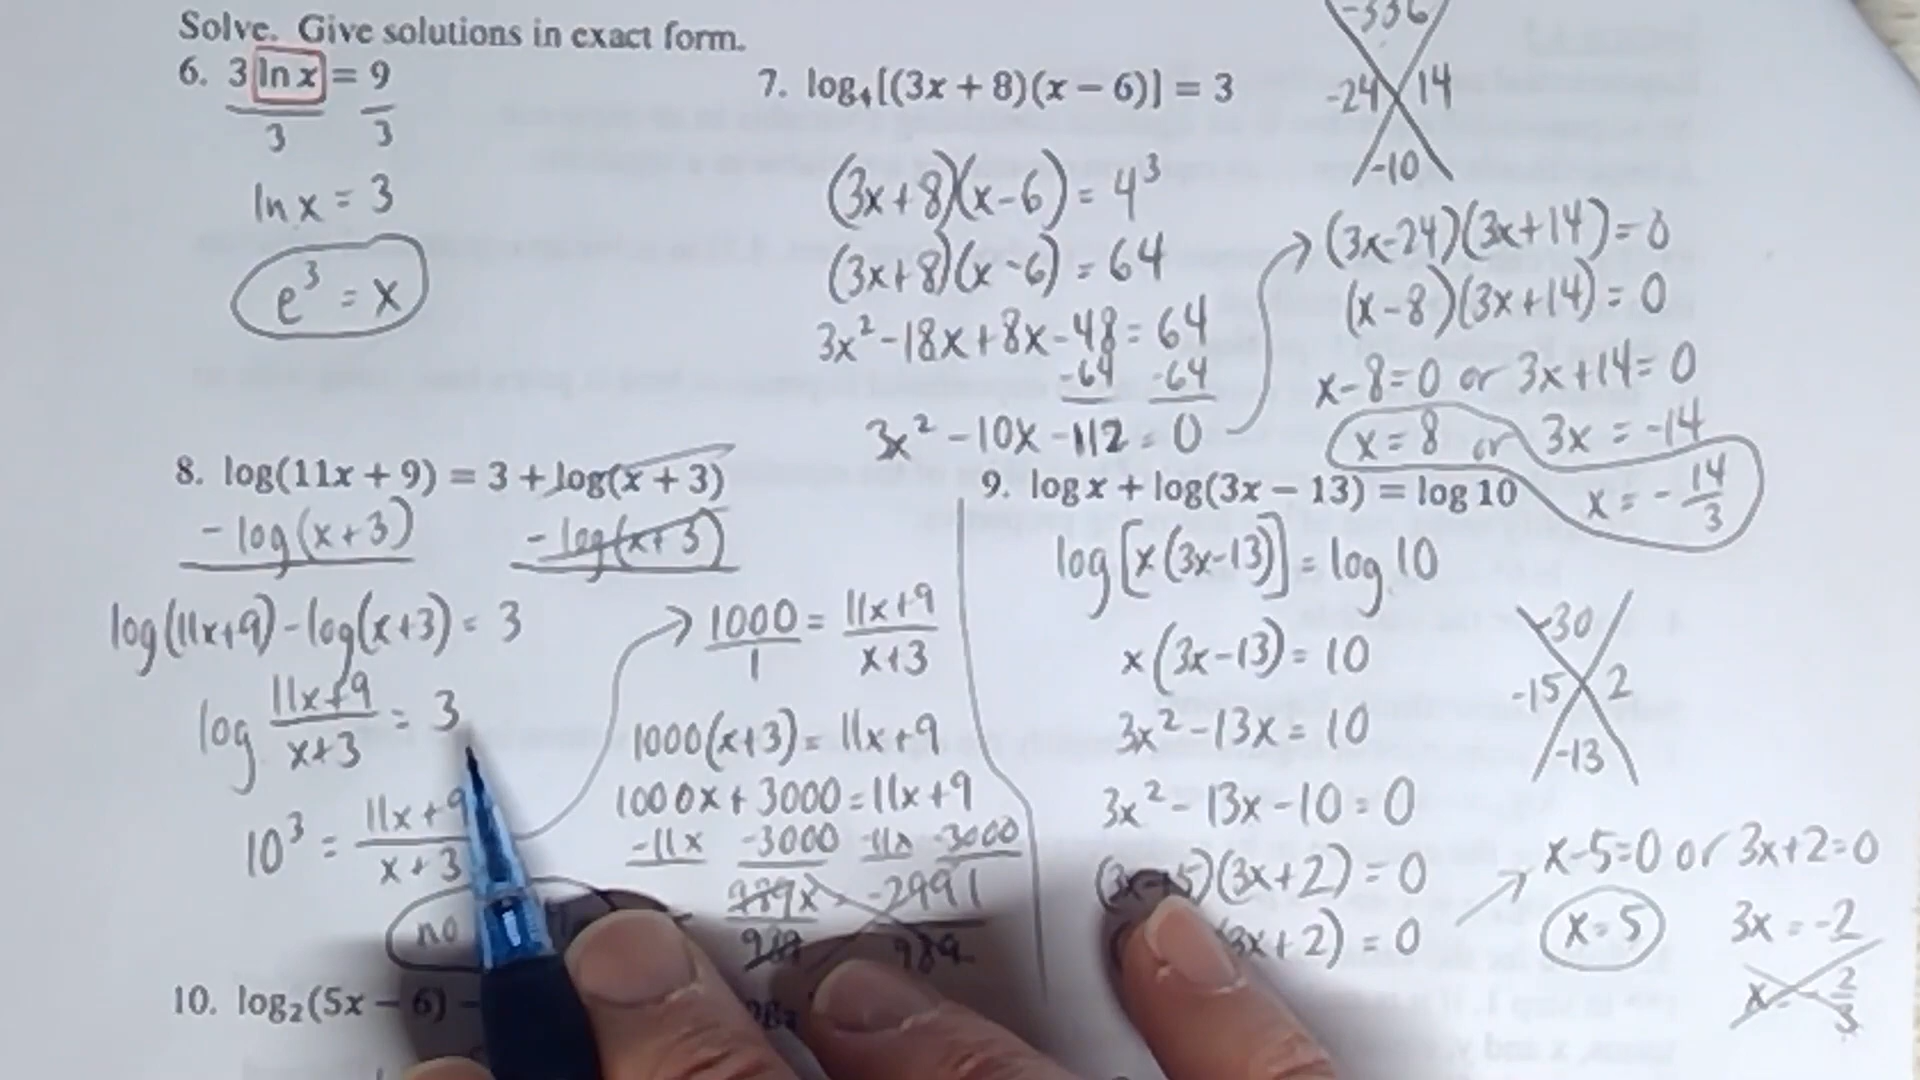 Solve. Give solutions in exact form.
6. 3 ln x = 9
3 3
ln x = 3
e³ = x
7. log₄[(3x + 8)(x − 6)] = 3
(3x+8)(x-6) = 4³
(3x+8)(x-6) = 64
3x² - 18x + 8x - 48 = 64
-64 -64
3x² - 10x - 112 = 0
-336
-24 14
-10
(3x-24)(3x+14) = 0
(x-8)(3x+14) = 0
x-8=0 or 3x+14=0
x = 8 or 3x = -14
x = - 14/3
8. log(11x + 9) = 3 + log(x + 3)
- log(x+3) - log(x+3)
log(11x+9) - log(x+3) = 3
log (11x+9)/(x+3) = 3
10³ = (11x+9)/(x+3)
no
1000/1 = (11x+9)/(x+3)
1000(x+3) = 11x+9
1000x + 3000 = 11x+9
-11x -3000 -11x -3000
989x = -2991
989 989
9. log x + log(3x − 13) = log 10
log[x(3x-13)] = log 10
x(3x-13) = 10
3x² - 13x = 10
3x² - 13x - 10 = 0
(3x-15)(3x+2) = 0
3x+2) = 0
-30
-15 2
-13
x-5=0 or 3x+2=0
x = 5 3x = -2
x = - 2/3
10. log₂(5x − 6) −